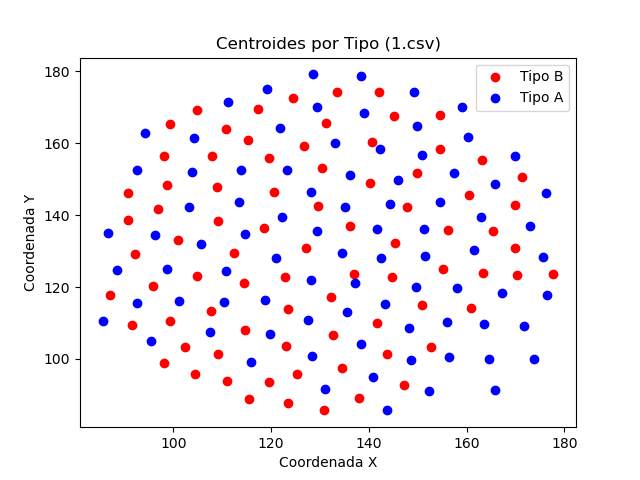 Centroides por Tipo (1.csv)
Tipo B
Tipo A
180
160
140
120
100
Coordenada Y
100 120 140 160 180
Coordenada X